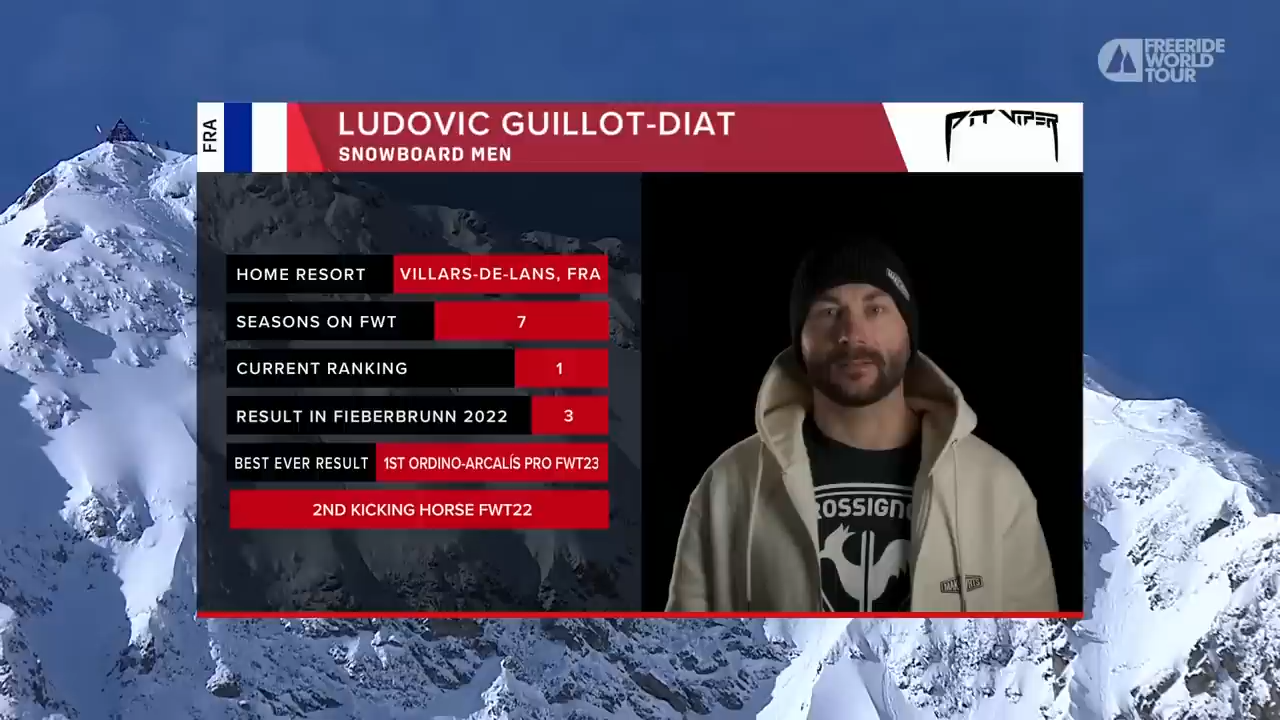 FREERIDE
WORLD
TOUR
FRA
LUDOVIC GUILLOT-DIAT
SNOWBOARD MEN
PIT VIPER
HOME RESORT VILLARS-DE-LANS, FRA
SEASONS ON FWT 7
CURRENT RANKING 1
RESULT IN FIEBERBRUNN 2022 3
BEST EVER RESULT 1ST ORDINO-ARCALÍS PRO FWT23
2ND KICKING HORSE FWT22
ROSSIGNO